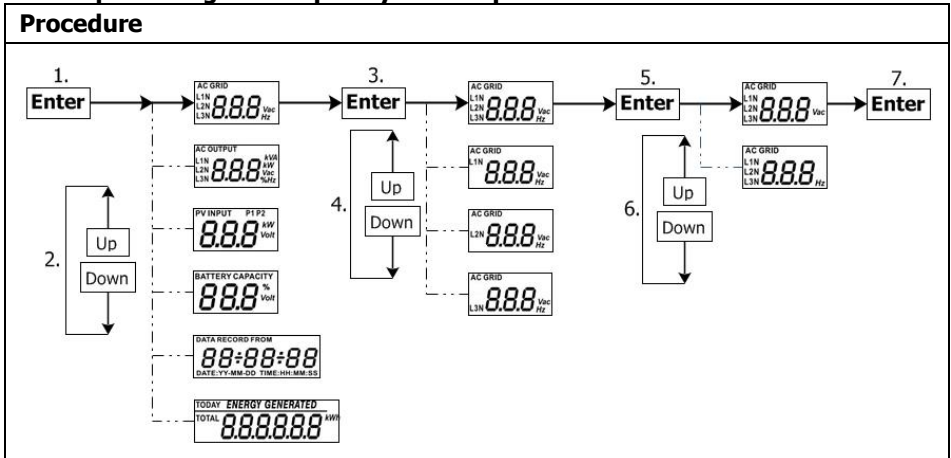 Procedure
1.
Enter
AC GRID
L1N
L2N
L3N
8.8.8 Vac
Hz
3.
Enter
AC GRID
L1N
L2N
L3N
8.8.8 Vac
Hz
5.
Enter
AC GRID
L1N
L2N
L3N
8.8.8 Vac
7.
Enter
2.
Up
Down
AC OUTPUT
L1N
L2N
L3N
8.8.8
kVA
kW
Vac
%Hz
PV INPUT P1 P2
8.8.8 kW
Volt
BATTERY CAPACITY
88.8 %
Volt
DATA RECORD FROM
88:88:88
DATE:YY-MM-DD TIME:HH:MM:SS
TODAY ENERGY GENERATED
TOTAL 8.8.8.8.8.8 kWh
4.
Up
Down
AC GRID
L1N
8.8.8 Vac
Hz
AC GRID
L2N 8.8.8 Vac
Hz
AC GRID
L3N 8.8.8 Vac
Hz
6.
Up
Down
AC GRID
L1N
L2N
L3N
8.8.8 Hz